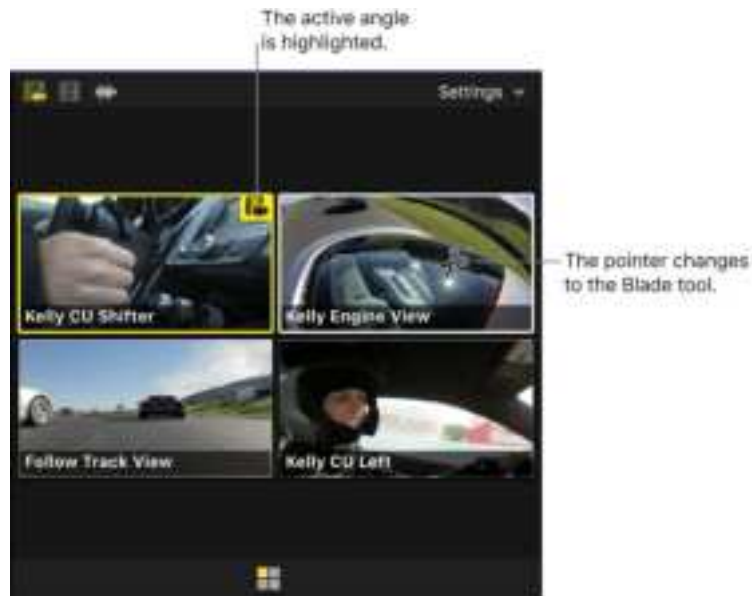 The active angle
is highlighted.
Settings
Kelly CU Shifter
Kelly Engine View
The pointer changes
to the Blade tool.
Follow Track View
Kelly CU Left